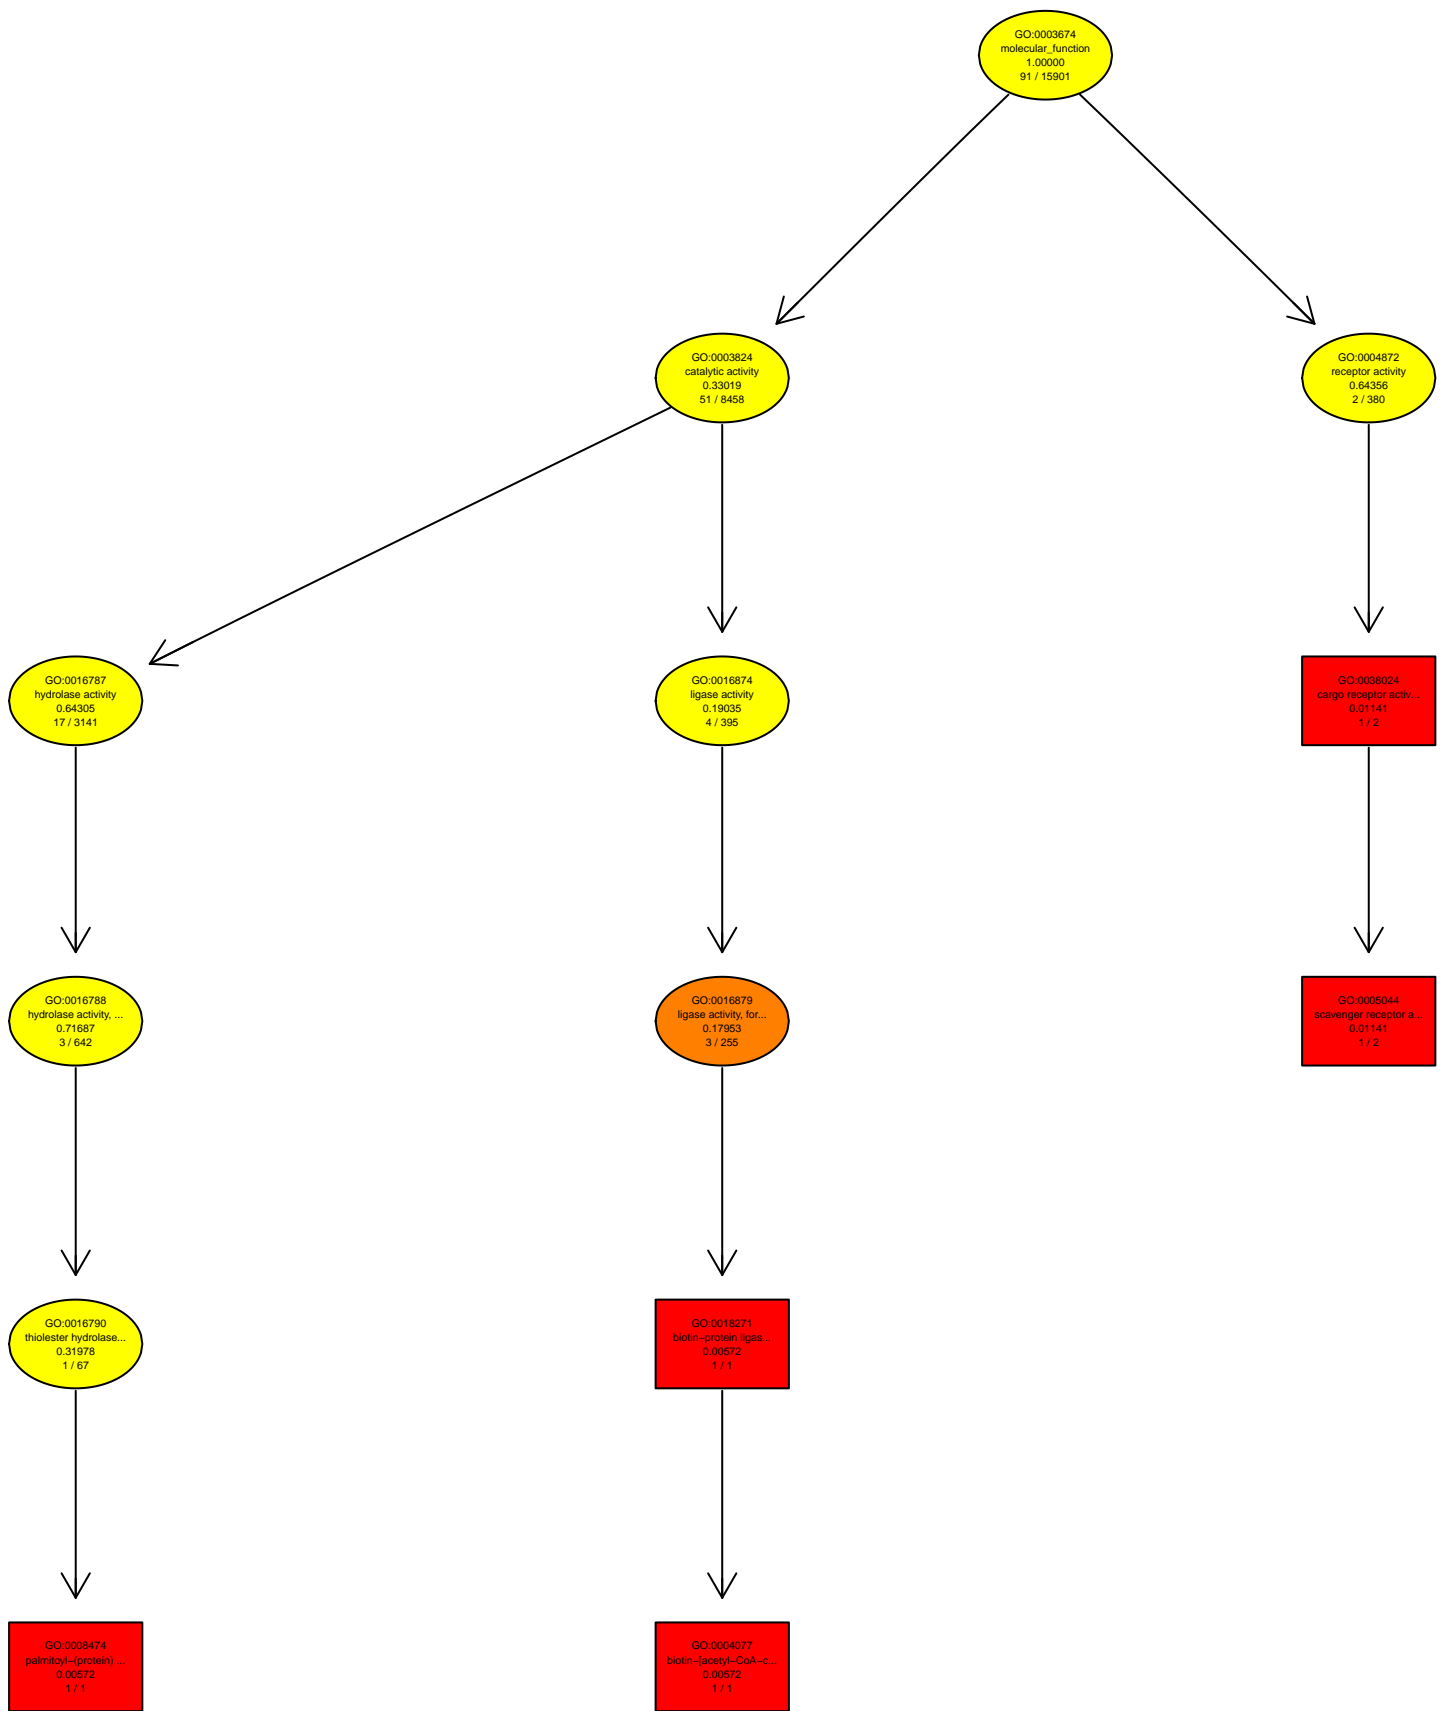 GO:0003674
molecular_function
1.00000
91 / 15901
GO:0003824
catalytic activity
0.33019
51 / 8458
GO:0004872
receptor activity
0.64356
2 / 380
GO:0016787
hydrolase activity
0.64305
17 / 3141
GO:0016874
ligase activity
0.19035
4 / 395
GO:0038024
cargo receptor activ...
0.01141
1 / 2
GO:0016788
hydrolase activity, ...
0.71687
3 / 642
GO:0016879
ligase activity, for...
0.17953
3 / 255
GO:0005044
scavenger receptor a...
0.01141
1 / 2
GO:0016790
thiolester hydrolase...
0.31978
1 / 67
GO:0018271
biotin−protein ligas...
0.00572
1 / 1
GO:0008474
palmitoyl−(protein) ...
0.00572
1 / 1
GO:0004077
biotin−[acetyl−CoA−c...
0.00572
1 / 1